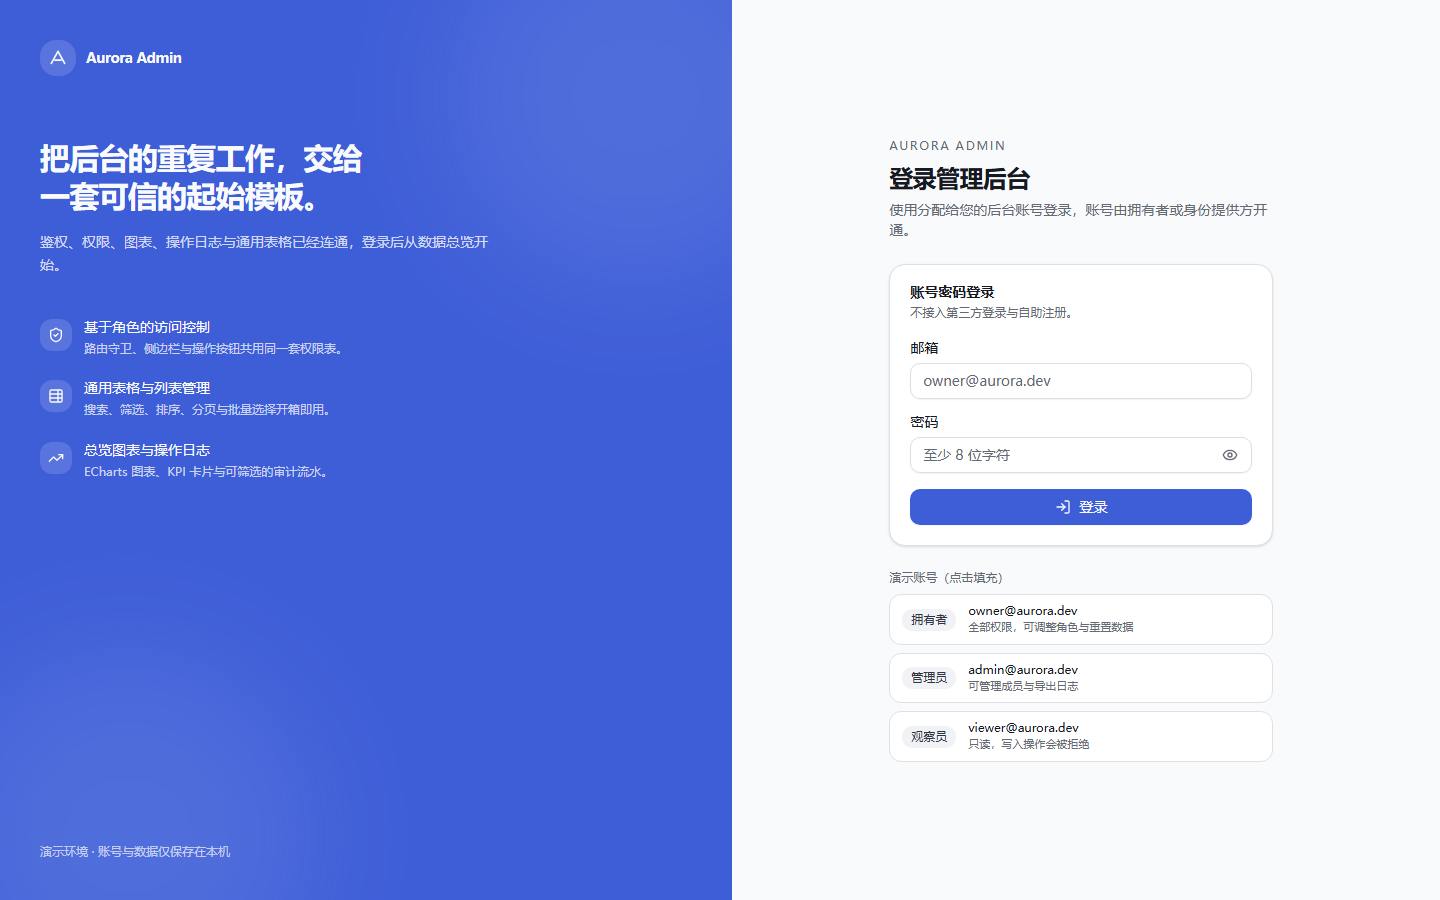 Aurora Admin
把后台的重复工作，交给
一套可信的起始模板。
鉴权、权限、图表、操作日志与通用表格已经连通，登录后从数据总览开
始。
基于角色的访问控制
路由守卫、侧边栏与操作按钮共用同一套权限表。
通用表格与列表管理
搜索、筛选、排序、分页与批量选择开箱即用。
总览图表与操作日志
ECharts 图表、KPI 卡片与可筛选的审计流水。
演示环境 · 账号与数据仅保存在本机
AURORA ADMIN
登录管理后台
使用分配给您的后台账号登录，账号由拥有者或身份提供方开
通。
账号密码登录
不接入第三方登录与自助注册。
邮箱
owner@aurora.dev
密码
至少 8 位字符
登录
演示账号（点击填充）
拥有者
owner@aurora.dev
全部权限，可调整角色与重置数据
管理员
admin@aurora.dev
可管理成员与导出日志
观察员
viewer@aurora.dev
只读，写入操作会被拒绝